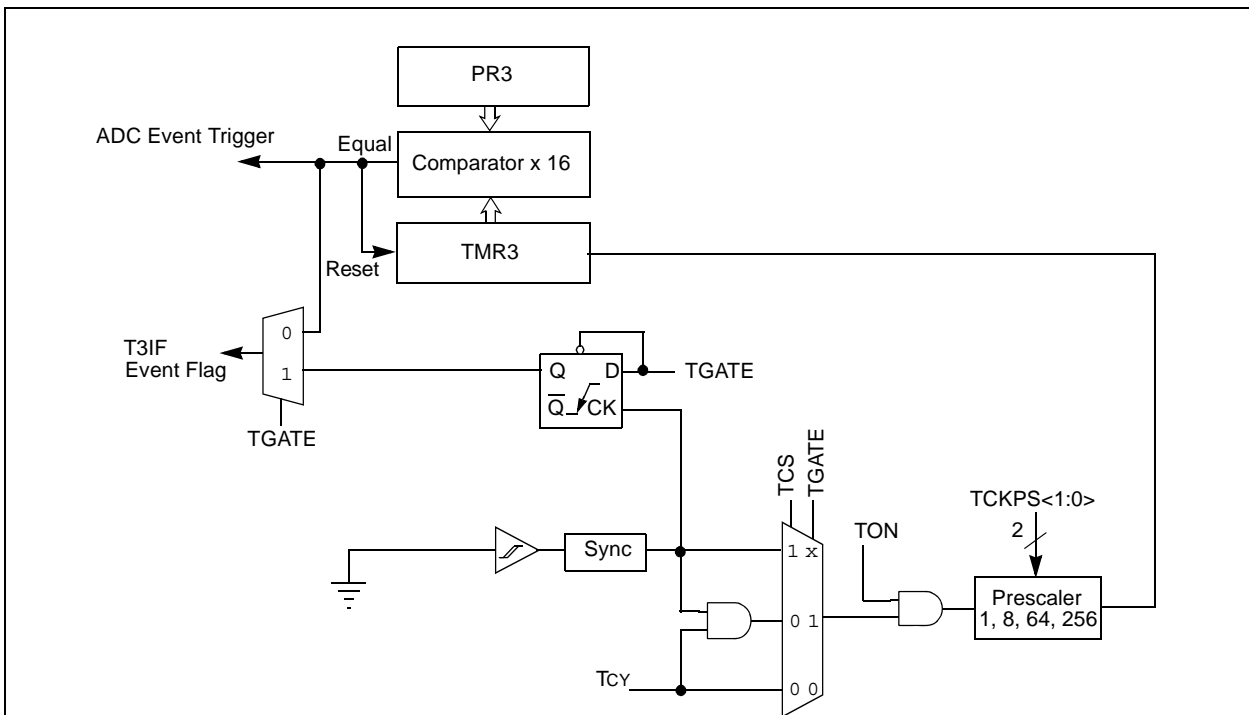 PR3
ADC Event Trigger
Equal
Comparator x 16
TMR3
Reset
0
T3IF
Event Flag
1
Q
D
TGATE
Q
CK
TGATE
TCS
TGATE
TCKPS<1:0>
2
TON
Sync
1 x
Prescaler
1, 8, 64, 256
0 1
TCY
0 0